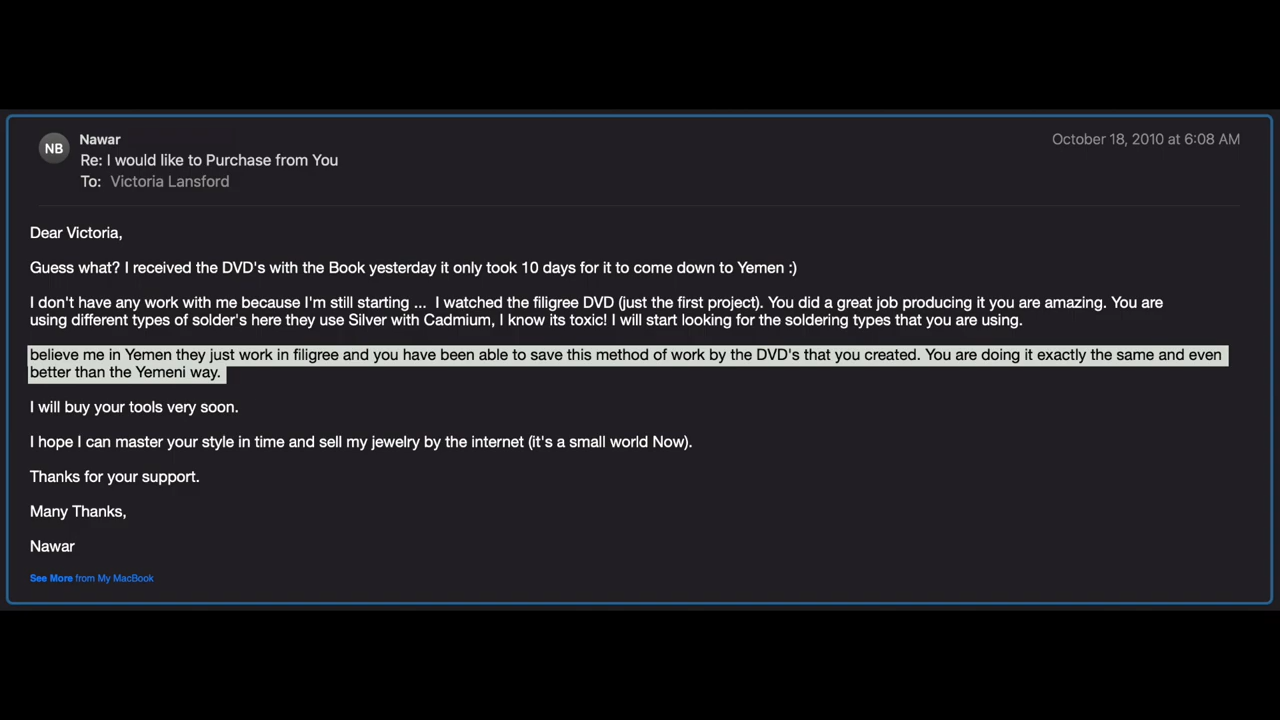 NB
Nawar
October 18, 2010 at 6:08 AM
Re: I would like to Purchase from You
To: Victoria Lansford
Dear Victoria,
Guess what? I received the DVD's with the Book yesterday it only took 10 days for it to come down to Yemen :)
I don't have any work with me because I'm still starting ... I watched the filigree DVD (just the first project). You did a great job producing it you are amazing. You are
using different types of solder's here they use Silver with Cadmium, I know its toxic! I will start looking for the soldering types that you are using.
believe me in Yemen they just work in filigree and you have been able to save this method of work by the DVD's that you created. You are doing it exactly the same and even
better than the Yemeni way.
I will buy your tools very soon.
I hope I can master your style in time and sell my jewelry by the internet (it's a small world Now).
Thanks for your support.
Many Thanks,
Nawar
See More from My MacBook